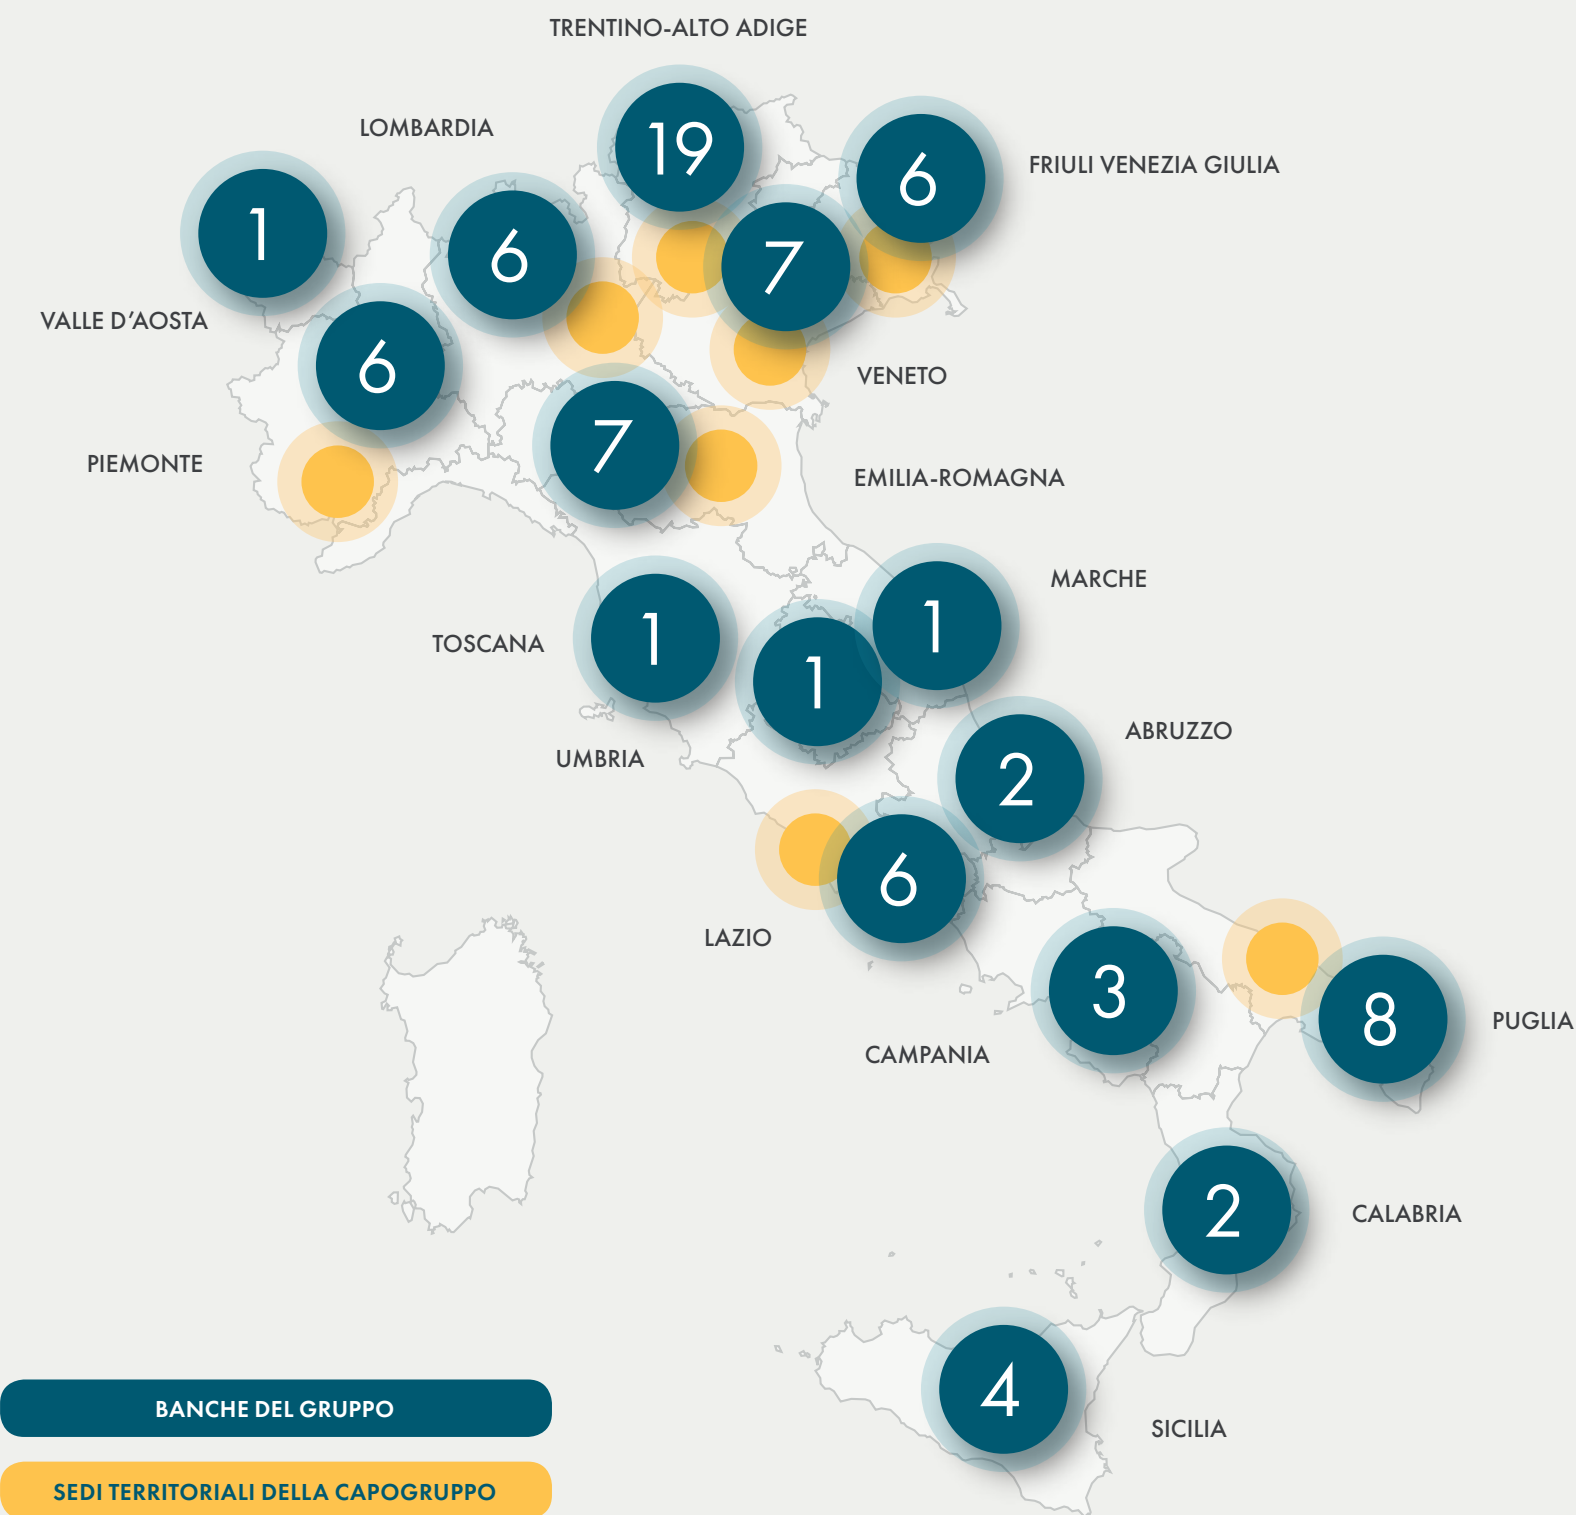 TRENTINO-ALTO ADIGE
19
LOMBARDIA
6
FRIULI VENEZIA GIULIA
6
1
VALLE D’AOSTA
7
VENETO
6
PIEMONTE
7
EMILIA-ROMAGNA
MARCHE
1
TOSCANA
1
1
UMBRIA
ABRUZZO
2
6
LAZIO
3
CAMPANIA
8
PUGLIA
2
CALABRIA
4
SICILIA
BANCHE DEL GRUPPO
SEDI TERRITORIALI DELLA CAPOGRUPPO